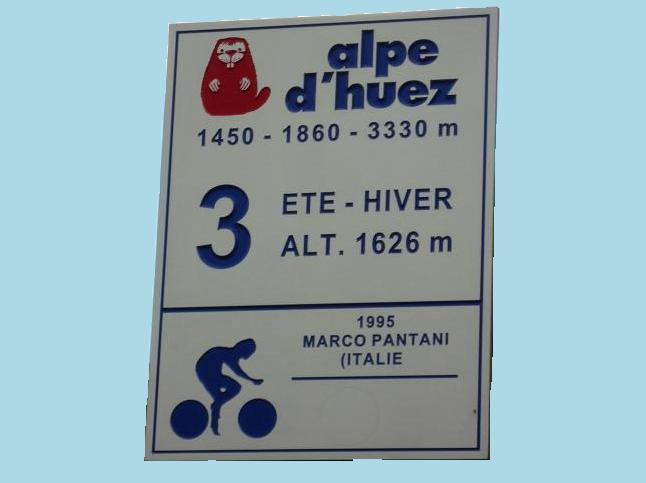 alpe
d'huez
1450 - 1860 - 3330 m
3
ETE - HIVER
ALT. 1626 m
1995
MARCO PANTANI
(ITALIE